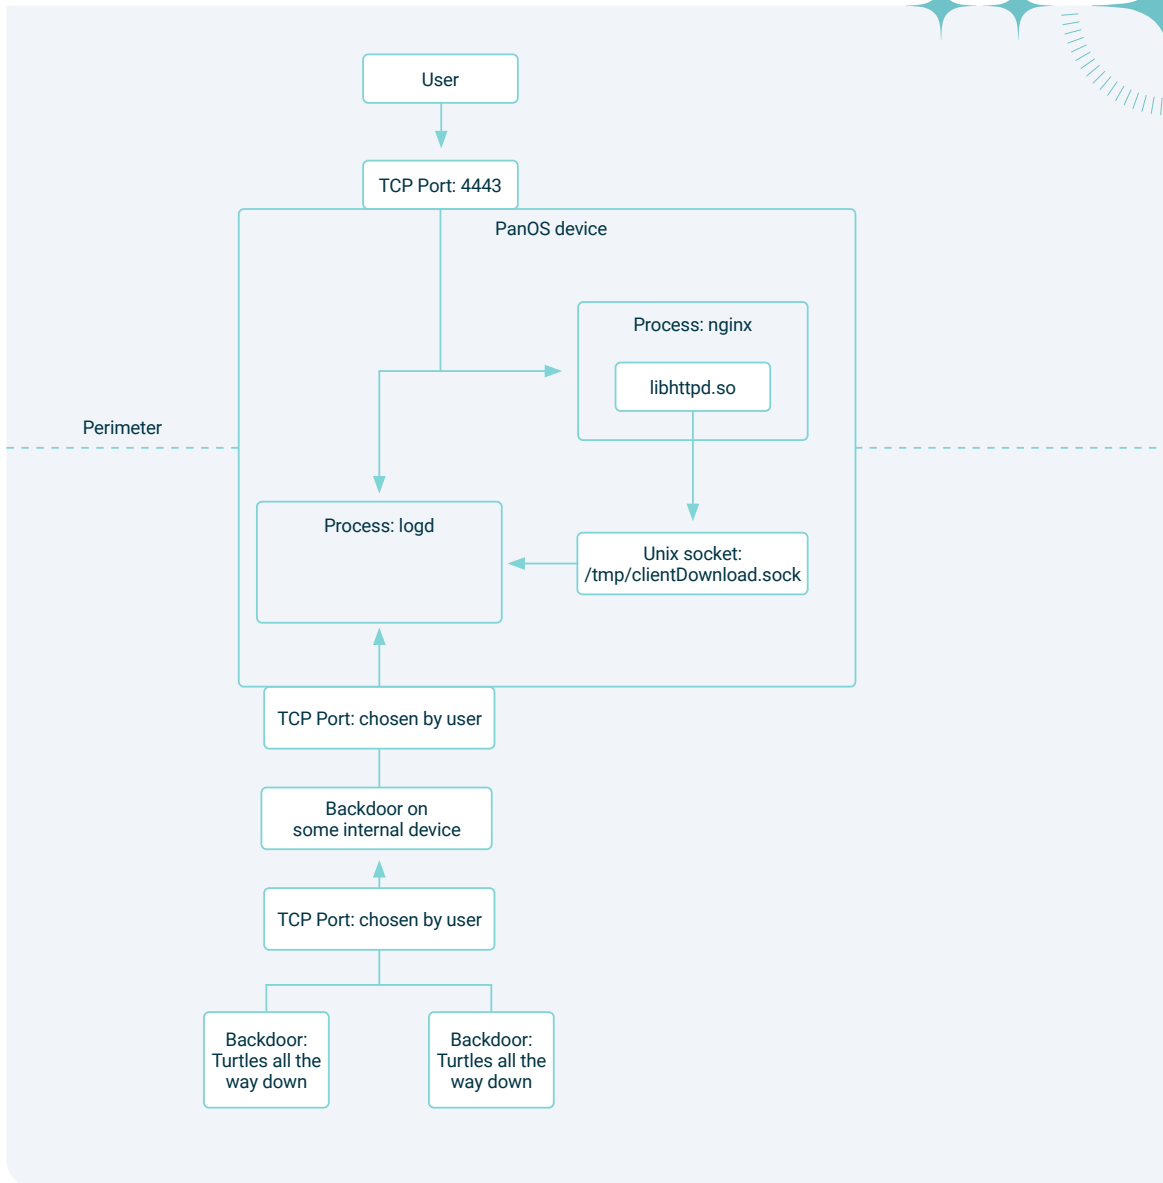 User
TCP Port: 4443
PanOS device
Process: nginx
libhttpd.so
Perimeter
Process: logd
Unix socket:
/tmp/clientDownload.sock
TCP Port: chosen by user
Backdoor on
some internal device
TCP Port: chosen by user
Backdoor:
Turtles all the
way down
Backdoor:
Turtles all the
way down